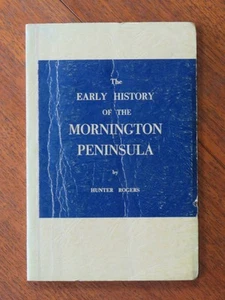 The
EARLY HISTORY
OF THE
MORNINGTON
PENINSULA
by
HUNTER ROGERS